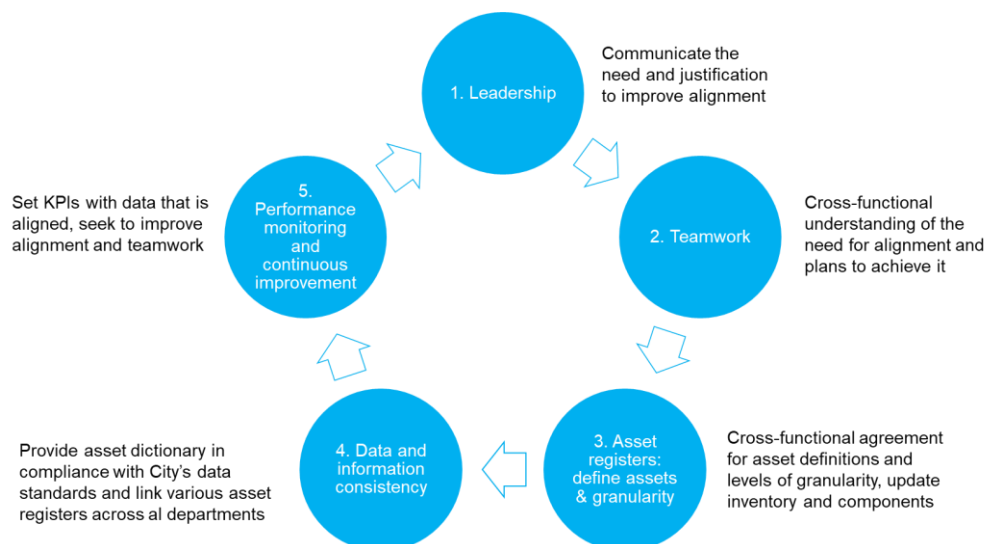 1. Leadership
Communicate the
need and justification
to improve alignment
2. Teamwork
Cross-functional
understanding of the
need for alignment and
plans to achieve it
3. Asset
registers:
define assets
& granularity
Cross-functional agreement
for asset definitions and
levels of granularity, update
inventory and components
4. Data and
information
consistency
Provide asset dictionary in
compliance with City’s data
standards and link various asset
registers across al departments
5.
Performance
monitoring
and
continuous
improvement
Set KPIs with data that is
aligned, seek to improve
alignment and teamwork